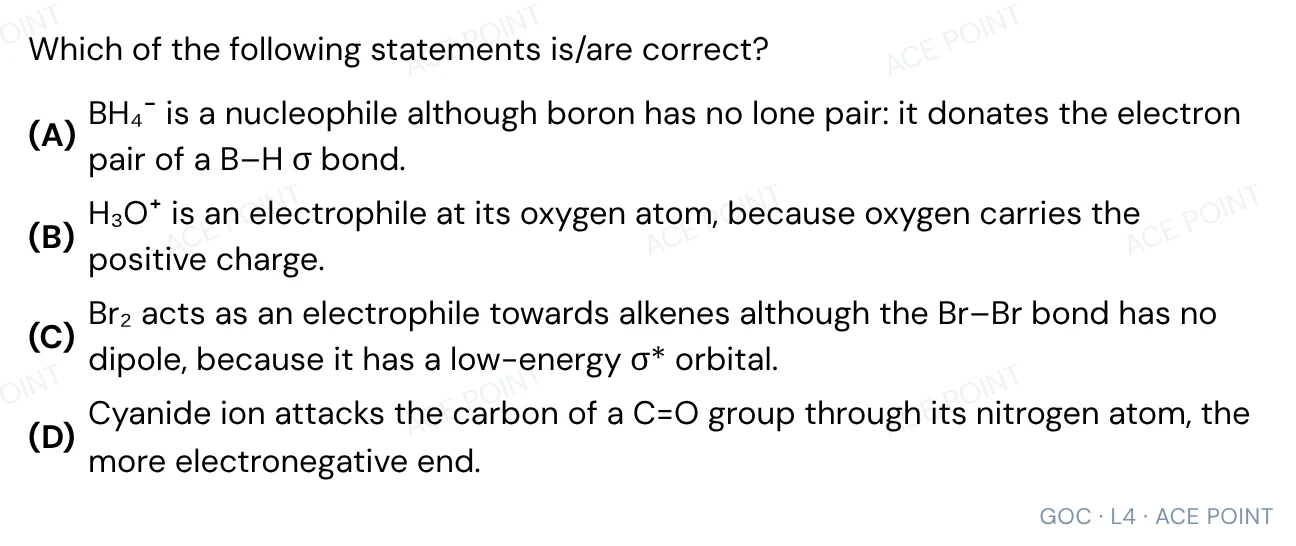 Which of the following statements is/are correct?
(A) BH₄⁻ is a nucleophile although boron has no lone pair: it donates the electron
pair of a B–H σ bond.
(B) H₃O⁺ is an electrophile at its oxygen atom, because oxygen carries the
positive charge.
(C) Br₂ acts as an electrophile towards alkenes although the Br–Br bond has no
dipole, because it has a low-energy σ* orbital.
(D) Cyanide ion attacks the carbon of a C=O group through its nitrogen atom, the
more electronegative end.
GOC · L4 · ACE POINT